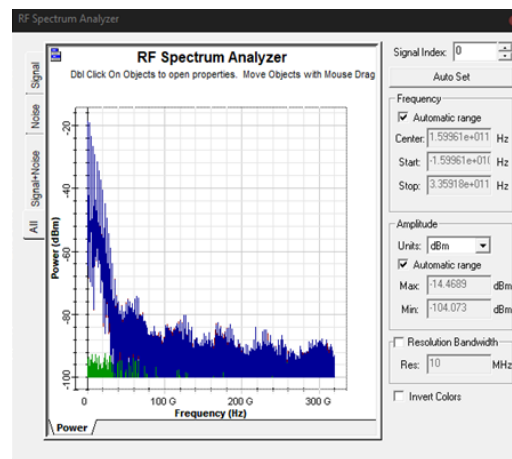 RF Spectrum Analyzer
RF Spectrum Analyzer
Dbl Click On Objects to open properties. Move Objects with Mouse Drag
Signal
Noise
Signal+Noise
All
Power (dBm)
-20
-40
-60
-80
-100
0
100 G
200 G
300 G
Frequency (Hz)
Power
Signal Index: 0
Auto Set
Frequency
Automatic range
Center: 1.59961e+011 Hz
Start: -1.59961e+01( Hz
Stop: 3.35918e+011 Hz
Amplitude
Units: dBm
Automatic range
Max: -14.4689 dBm
Min: -104.073 dBm
Resolution Bandwidth
Res: 10 MHz
Invert Colors